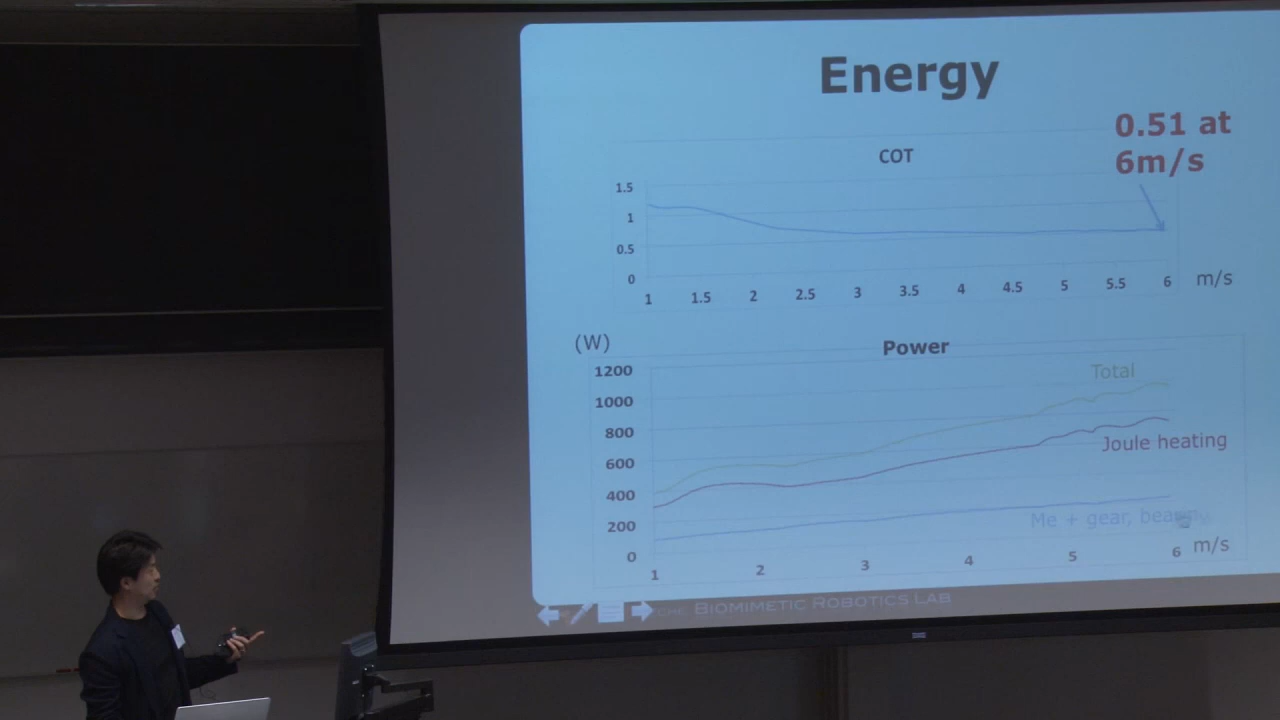 Energy
0.51 at
6m/s
COT
1.5
1
0.5
0
1 1.5 2 2.5 3 3.5 4 4.5 5 5.5 6 m/s
(W)
Power
1200
1000
800
600
400
200
0
Total
Joule heating
Me + gear,
1 2 3 4 5 6 m/s
BIOMIMETIC ROBOTICS LAB